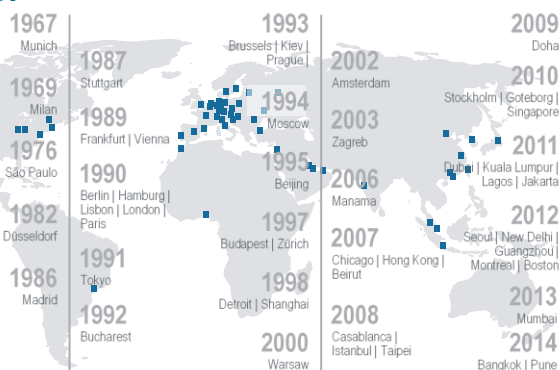 1967
Munich
1969
Milan
1976
São Paulo
1982
Düsseldorf
1986
Madrid
1987
Stuttgart
1989
Frankfurt | Vienna
1990
Berlin | Hamburg |
Lisbon | London |
Paris
1991
Tokyo
1992
Bucharest
1993
Brussels | Kiev |
Prague |
1994
Moscow
1995
Beijing
1997
Budapest | Zürich
1998
Detroit | Shanghai
2000
Warsaw
2002
Amsterdam
2003
Zagreb
2006
Manama
2007
Chicago | Hong Kong |
Beirut
2008
Casablanca |
Istanbul | Taipei
2009
Doha
2010
Stockholm | Goteborg |
Singapore
2011
Dubai | Kuala Lumpur |
Lagos | Jakarta
2012
Seoul | New Delhi |
Guangzhou |
Montreal | Boston
2013
Mumbai
2014
Bangkok | Pune